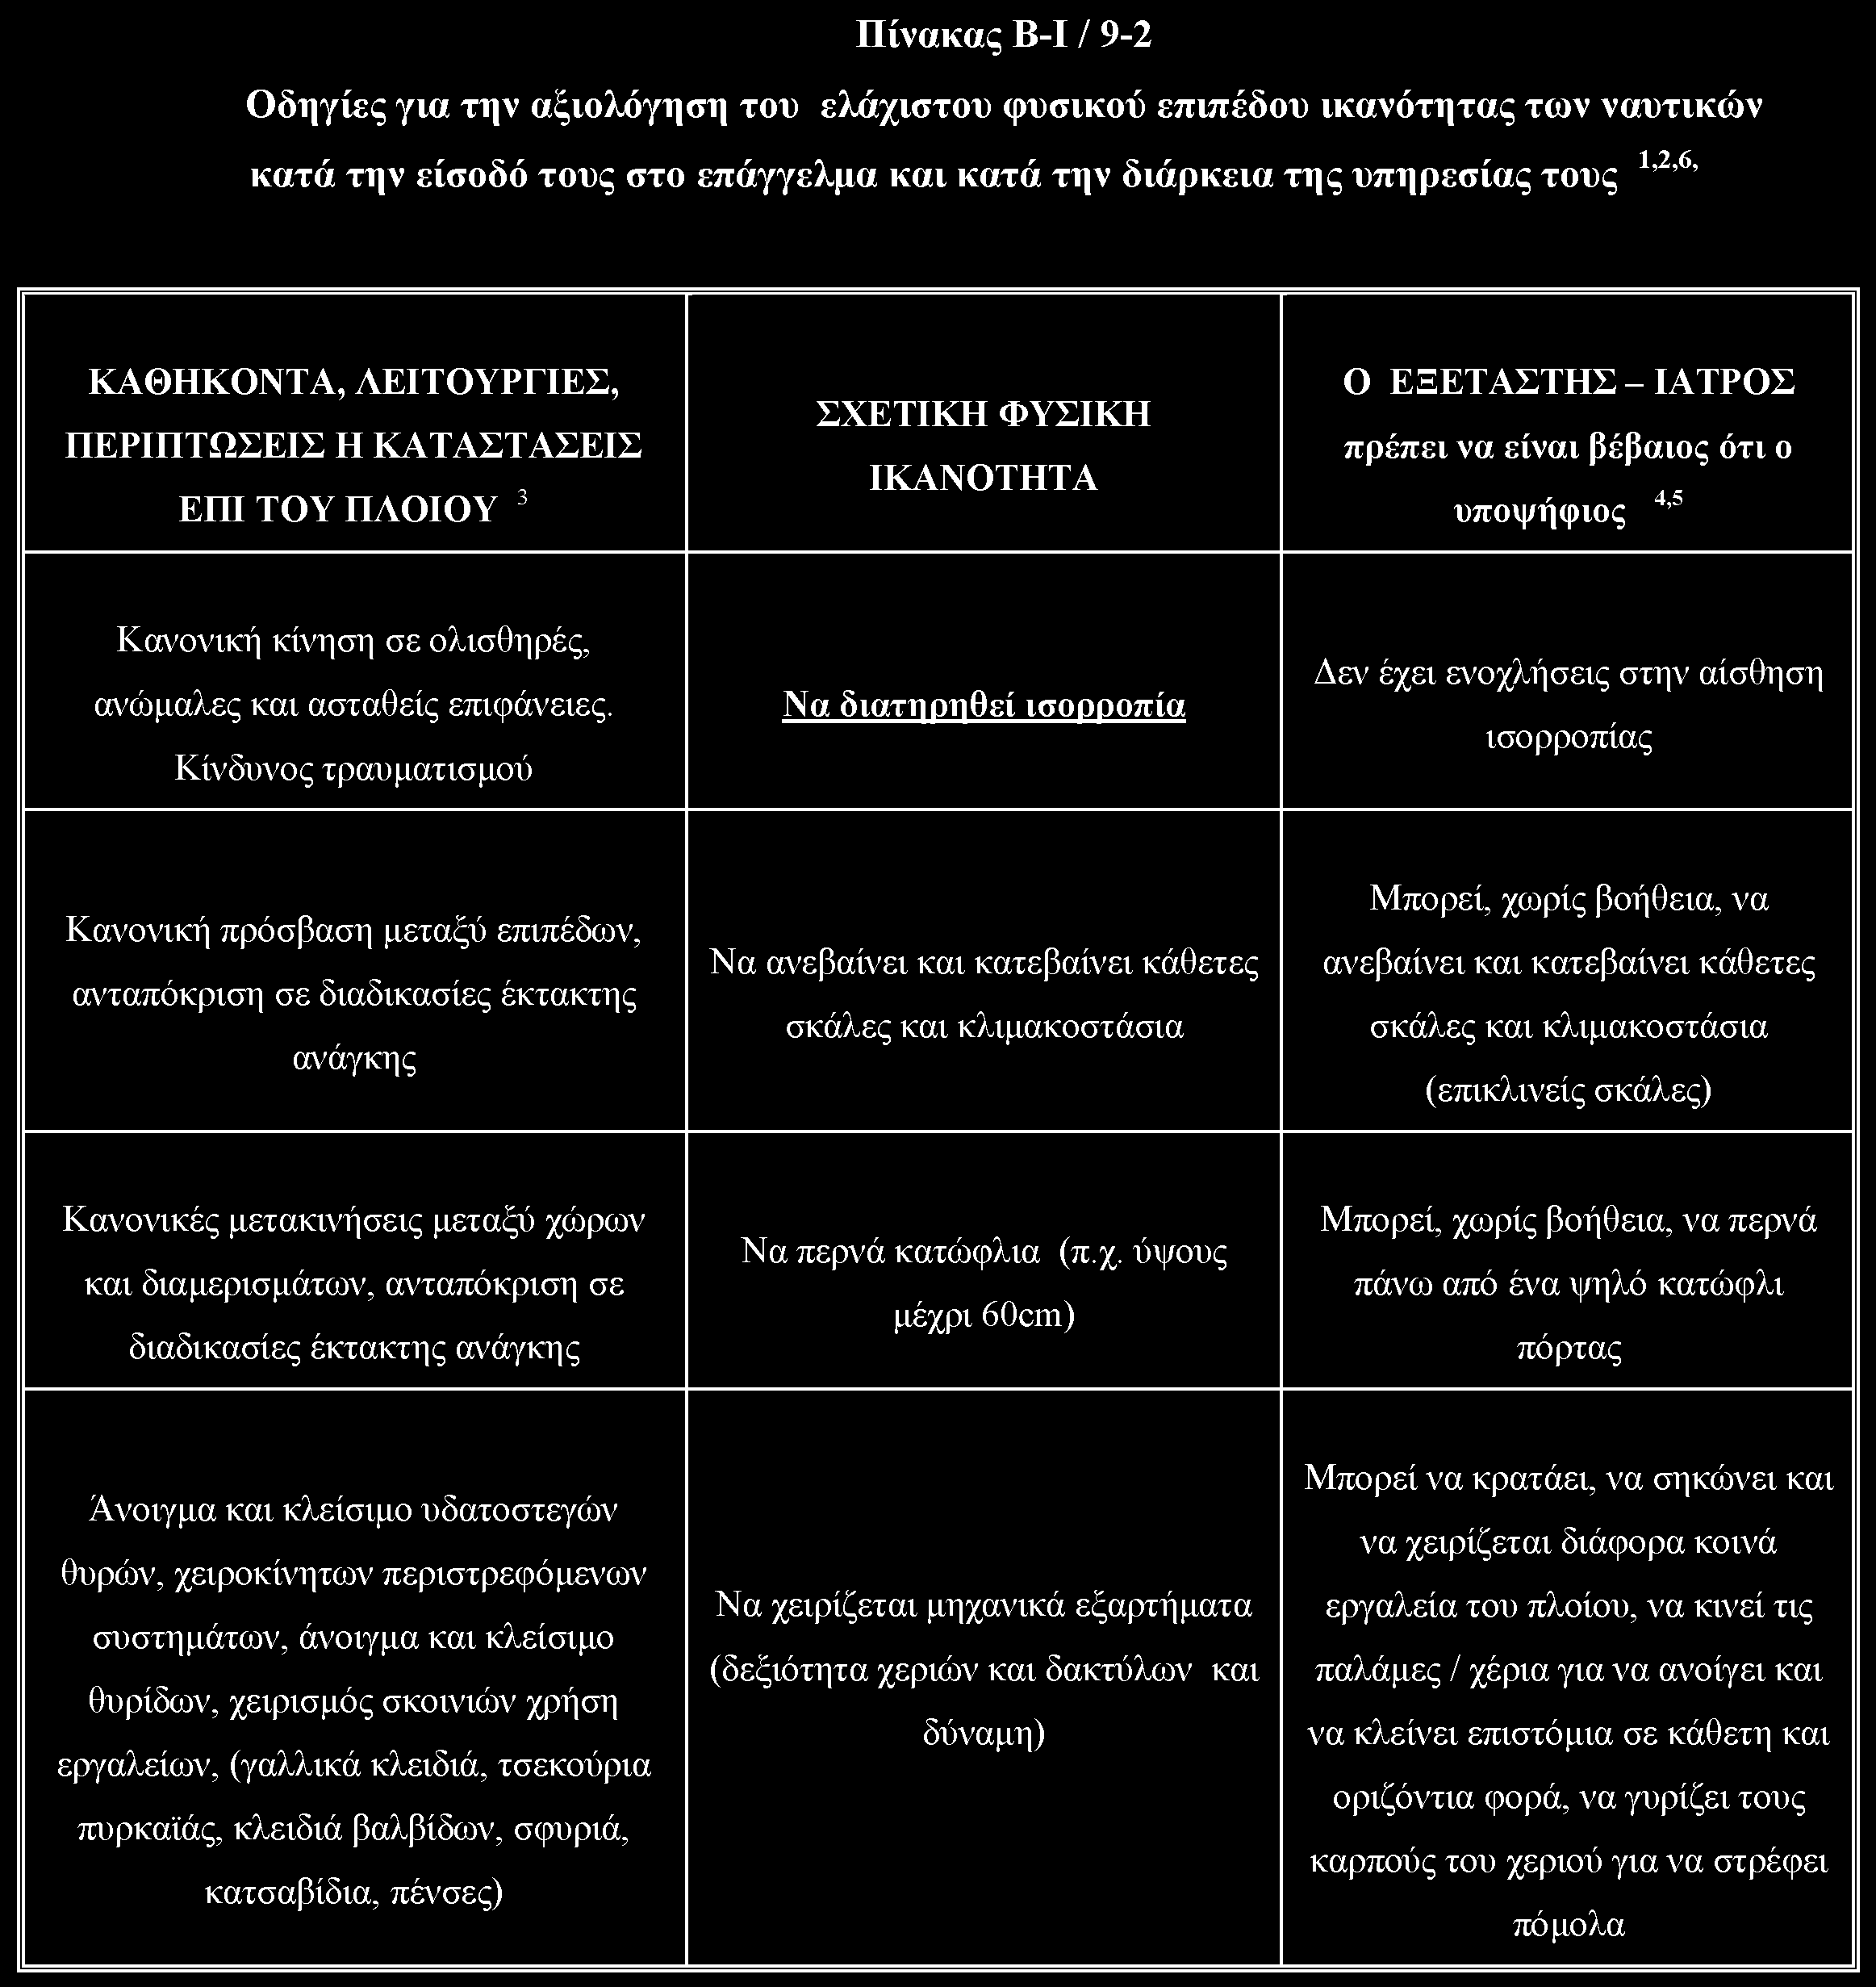 Πίνακας Β-Ι / 9-2
Οδηγίες για την αξιολόγηση του ελάχιστου φυσικού επιπέδου ικανότητας των ναυτικών
κατά την είσοδό τους στο επάγγελμα και κατά την διάρκεια της υπηρεσίας τους 1,2,6,
ΚΑΘΗΚΟΝΤΑ, ΛΕΙΤΟΥΡΓΙΕΣ,
ΠΕΡΙΠΤΩΣΕΙΣ Η ΚΑΤΑΣΤΑΣΕΙΣ
ΕΠΙ ΤΟΥ ΠΛΟΙΟΥ 3
ΣΧΕΤΙΚΗ ΦΥΣΙΚΗ
ΙΚΑΝΟΤΗΤΑ
Ο ΕΞΕΤΑΣΤΗΣ – ΙΑΤΡΟΣ
πρέπει να είναι βέβαιος ότι ο
υποψήφιος 4,5
Κανονική κίνηση σε ολισθηρές,
ανώμαλες και ασταθείς επιφάνειες.
Κίνδυνος τραυματισμού
Να διατηρηθεί ισορροπία
Δεν έχει ενοχλήσεις στην αίσθηση
ισορροπίας
Κανονική πρόσβαση μεταξύ επιπέδων,
ανταπόκριση σε διαδικασίες έκτακτης
ανάγκης
Να ανεβαίνει και κατεβαίνει κάθετες
σκάλες και κλιμακοστάσια
Μπορεί, χωρίς βοήθεια, να
ανεβαίνει και κατεβαίνει κάθετες
σκάλες και κλιμακοστάσια
(επικλινείς σκάλες)
Κανονικές μετακινήσεις μεταξύ χώρων
και διαμερισμάτων, ανταπόκριση σε
διαδικασίες έκτακτης ανάγκης
Να περνά κατώφλια (π.χ. ύψους
μέχρι 60cm)
Μπορεί, χωρίς βοήθεια, να περνά
πάνω από ένα ψηλό κατώφλι
πόρτας
Άνοιγμα και κλείσιμο υδατοστεγών
θυρών, χειροκίνητων περιστρεφόμενων
συστημάτων, άνοιγμα και κλείσιμο
θυρίδων, χειρισμός σκοινιών χρήση
εργαλείων, (γαλλικά κλειδιά, τσεκούρια
πυρκαϊάς, κλειδιά βαλβίδων, σφυριά,
κατσαβίδια, πένσες)
Να χειρίζεται μηχανικά εξαρτήματα
(δεξιότητα χεριών και δακτύλων και
δύναμη)
Μπορεί να κρατάει, να σηκώνει και
να χειρίζεται διάφορα κοινά
εργαλεία του πλοίου, να κινεί τις
παλάμες / χέρια για να ανοίγει και
να κλείνει επιστόμια σε κάθετη και
οριζόντια φορά, να γυρίζει τους
καρπούς του χεριού για να στρέφει
πόμολα